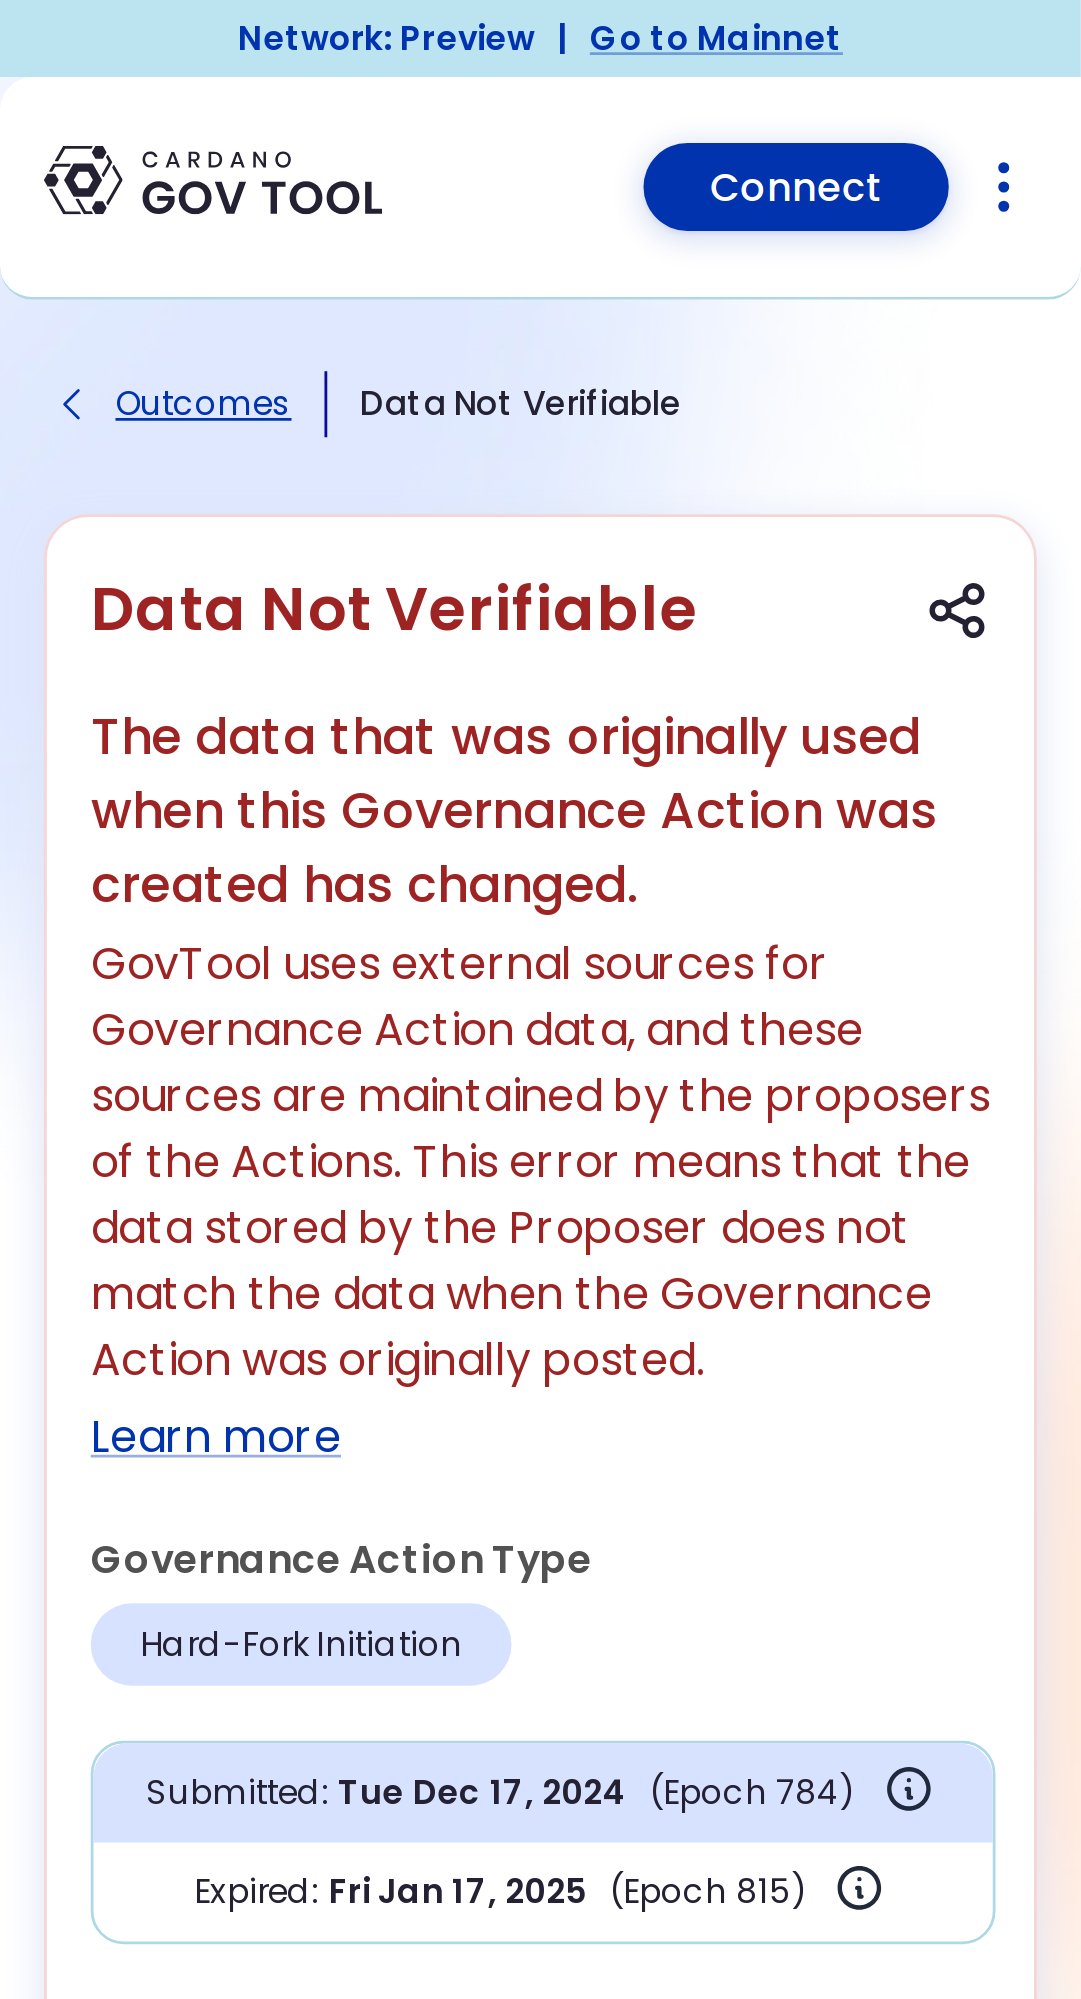 Network: Preview | Go to Mainnet
CARDANO
GOV TOOL
Connect
Outcomes | Data Not Verifiable
Data Not Verifiable
The data that was originally used
when this Governance Action was
created has changed.
GovTool uses external sources for
Governance Action data, and these
sources are maintained by the proposers
of the Actions. This error means that the
data stored by the Proposer does not
match the data when the Governance
Action was originally posted.
Learn more
Governance Action Type
Hard-Fork Initiation
Submitted: Tue Dec 17, 2024 (Epoch 784)
Expired: Fri Jan 17, 2025 (Epoch 815)